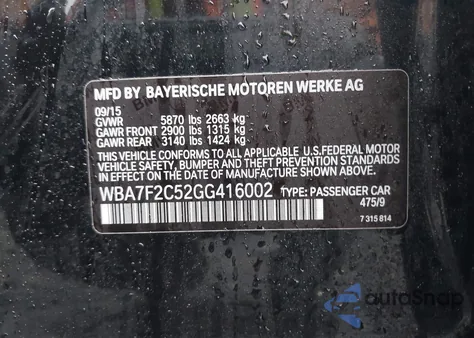 MFD BY BAYERISCHE MOTOREN WERKE AG
09/15
GVWR 5870 lbs 2663 kg
GAWR FRONT 2900 lbs 1315 kg
GAWR REAR 3140 lbs 1424 kg
THIS VEHICLE CONFORMS TO ALL APPLICABLE U.S.FEDERAL MOTOR
VEHICLE SAFETY, BUMPER AND THEFT PREVENTION STANDARDS
IN EFFECT ON THE DATE OF MANUFACTURE SHOWN ABOVE.
WBA7F2C52GG416002 TYPE: PASSENGER CAR
475/9
7 315 814
autoSnap